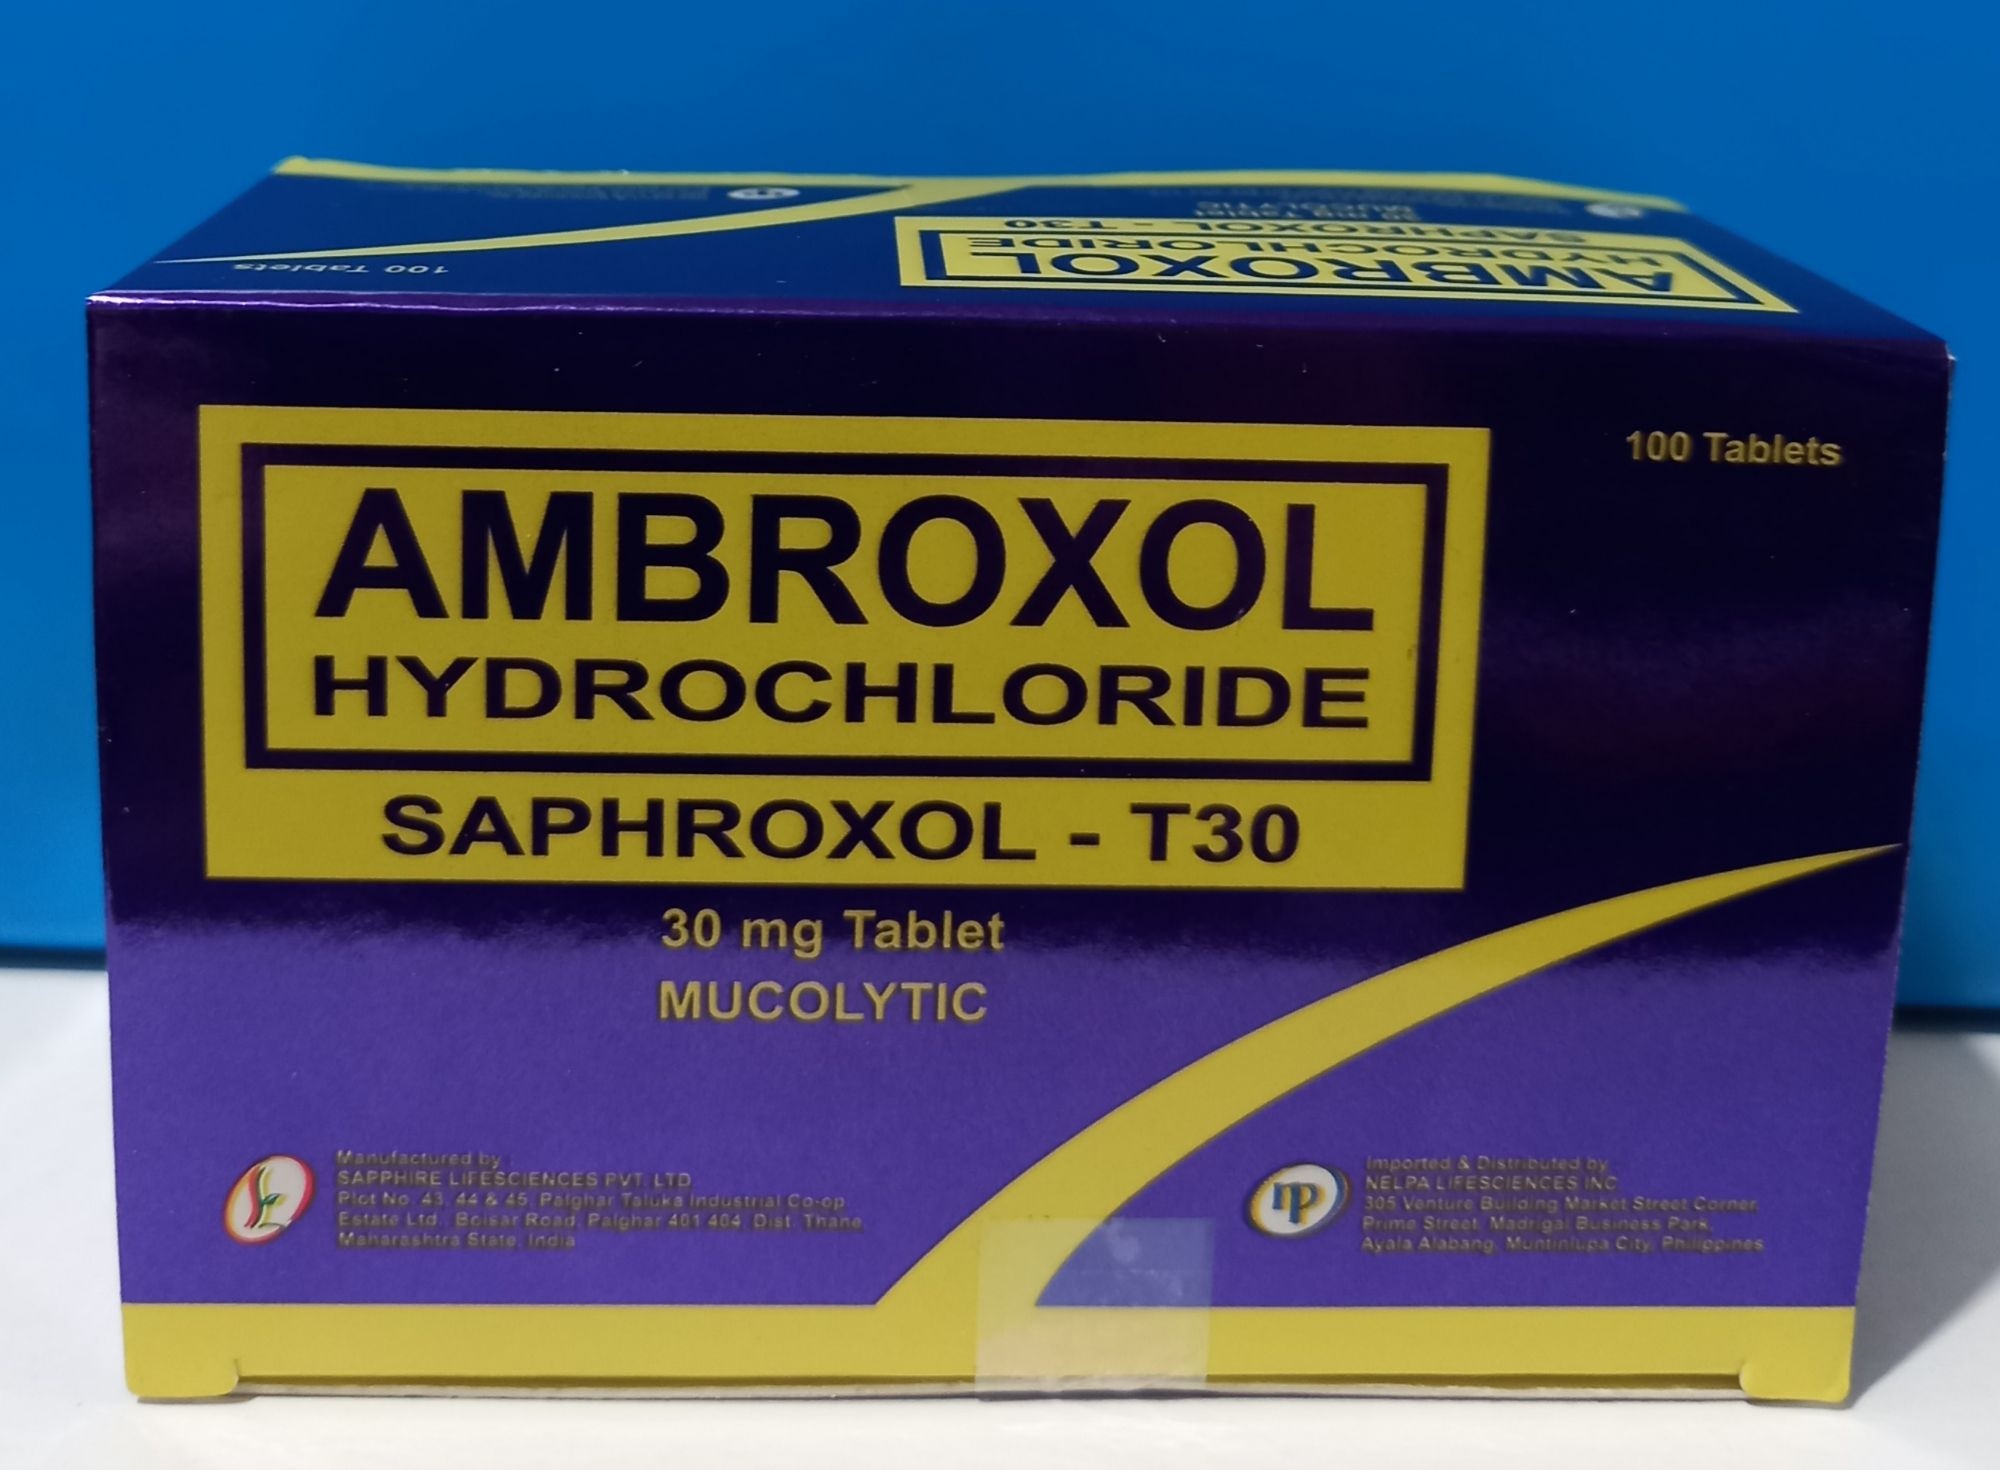 100 Tablets
MUCOLYTIC
SAPHROXOL - T30
HYDROCHLORIDE
AMBROXOL
100 Tablets
AMBROXOL
HYDROCHLORIDE
SAPHROXOL - T30
30 mg Tablet
MUCOLYTIC
Manufactured by :
SAPPHIRE LIFESCIENCES PVT. LTD
Plot No. 43, 44 & 45, Palghar Taluka Industrial Co-op
Estate Ltd., Boisar Road, Palghar 401 404, Dist. Thane,
Maharashtra State, India
np
Imported & Distributed by
NELPA LIFESCIENCES INC
305 Venture Building Market Street Corner,
Prime Street, Madrigal Business Park,
Ayala Alabang, Muntinlupa City, Philippines